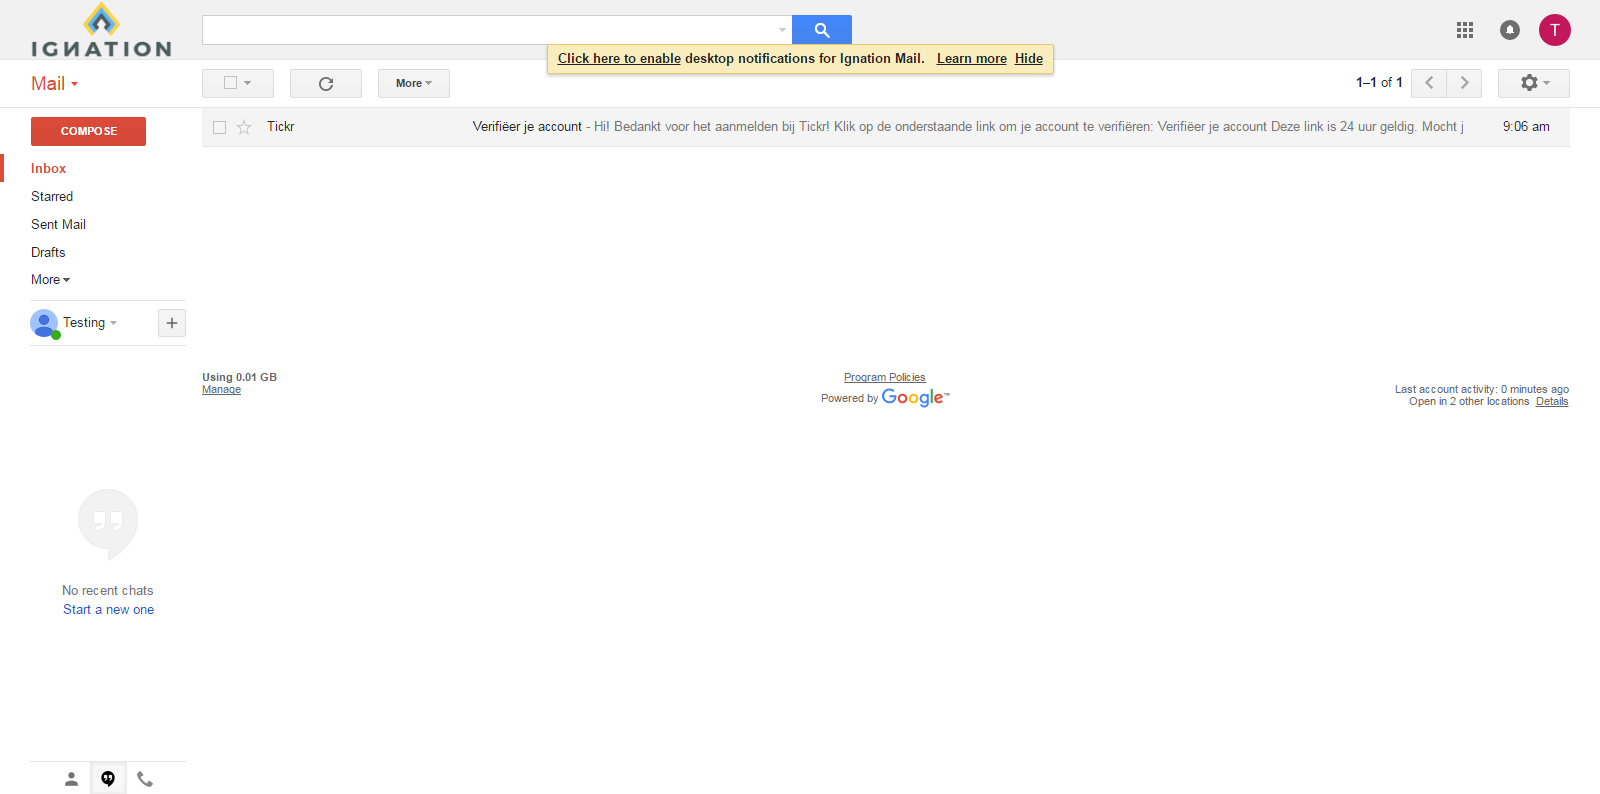 IGNATION
Click here to enable desktop notifications for Ignation Mail. Learn more Hide
Mail
More
1–1 of 1
T
COMPOSE
Tickr Verifiëer je account - Hi! Bedankt voor het aanmelden bij Tickr! Klik op de onderstaande link om je account te verifiëren: Verifiëer je account Deze link is 24 uur geldig. Mocht j 9:06 am
Inbox
Starred
Sent Mail
Drafts
More
Testing
Using 0.01 GB
Manage
Program Policies
Powered by Google™
Last account activity: 0 minutes ago
Open in 2 other locations Details
No recent chats
Start a new one